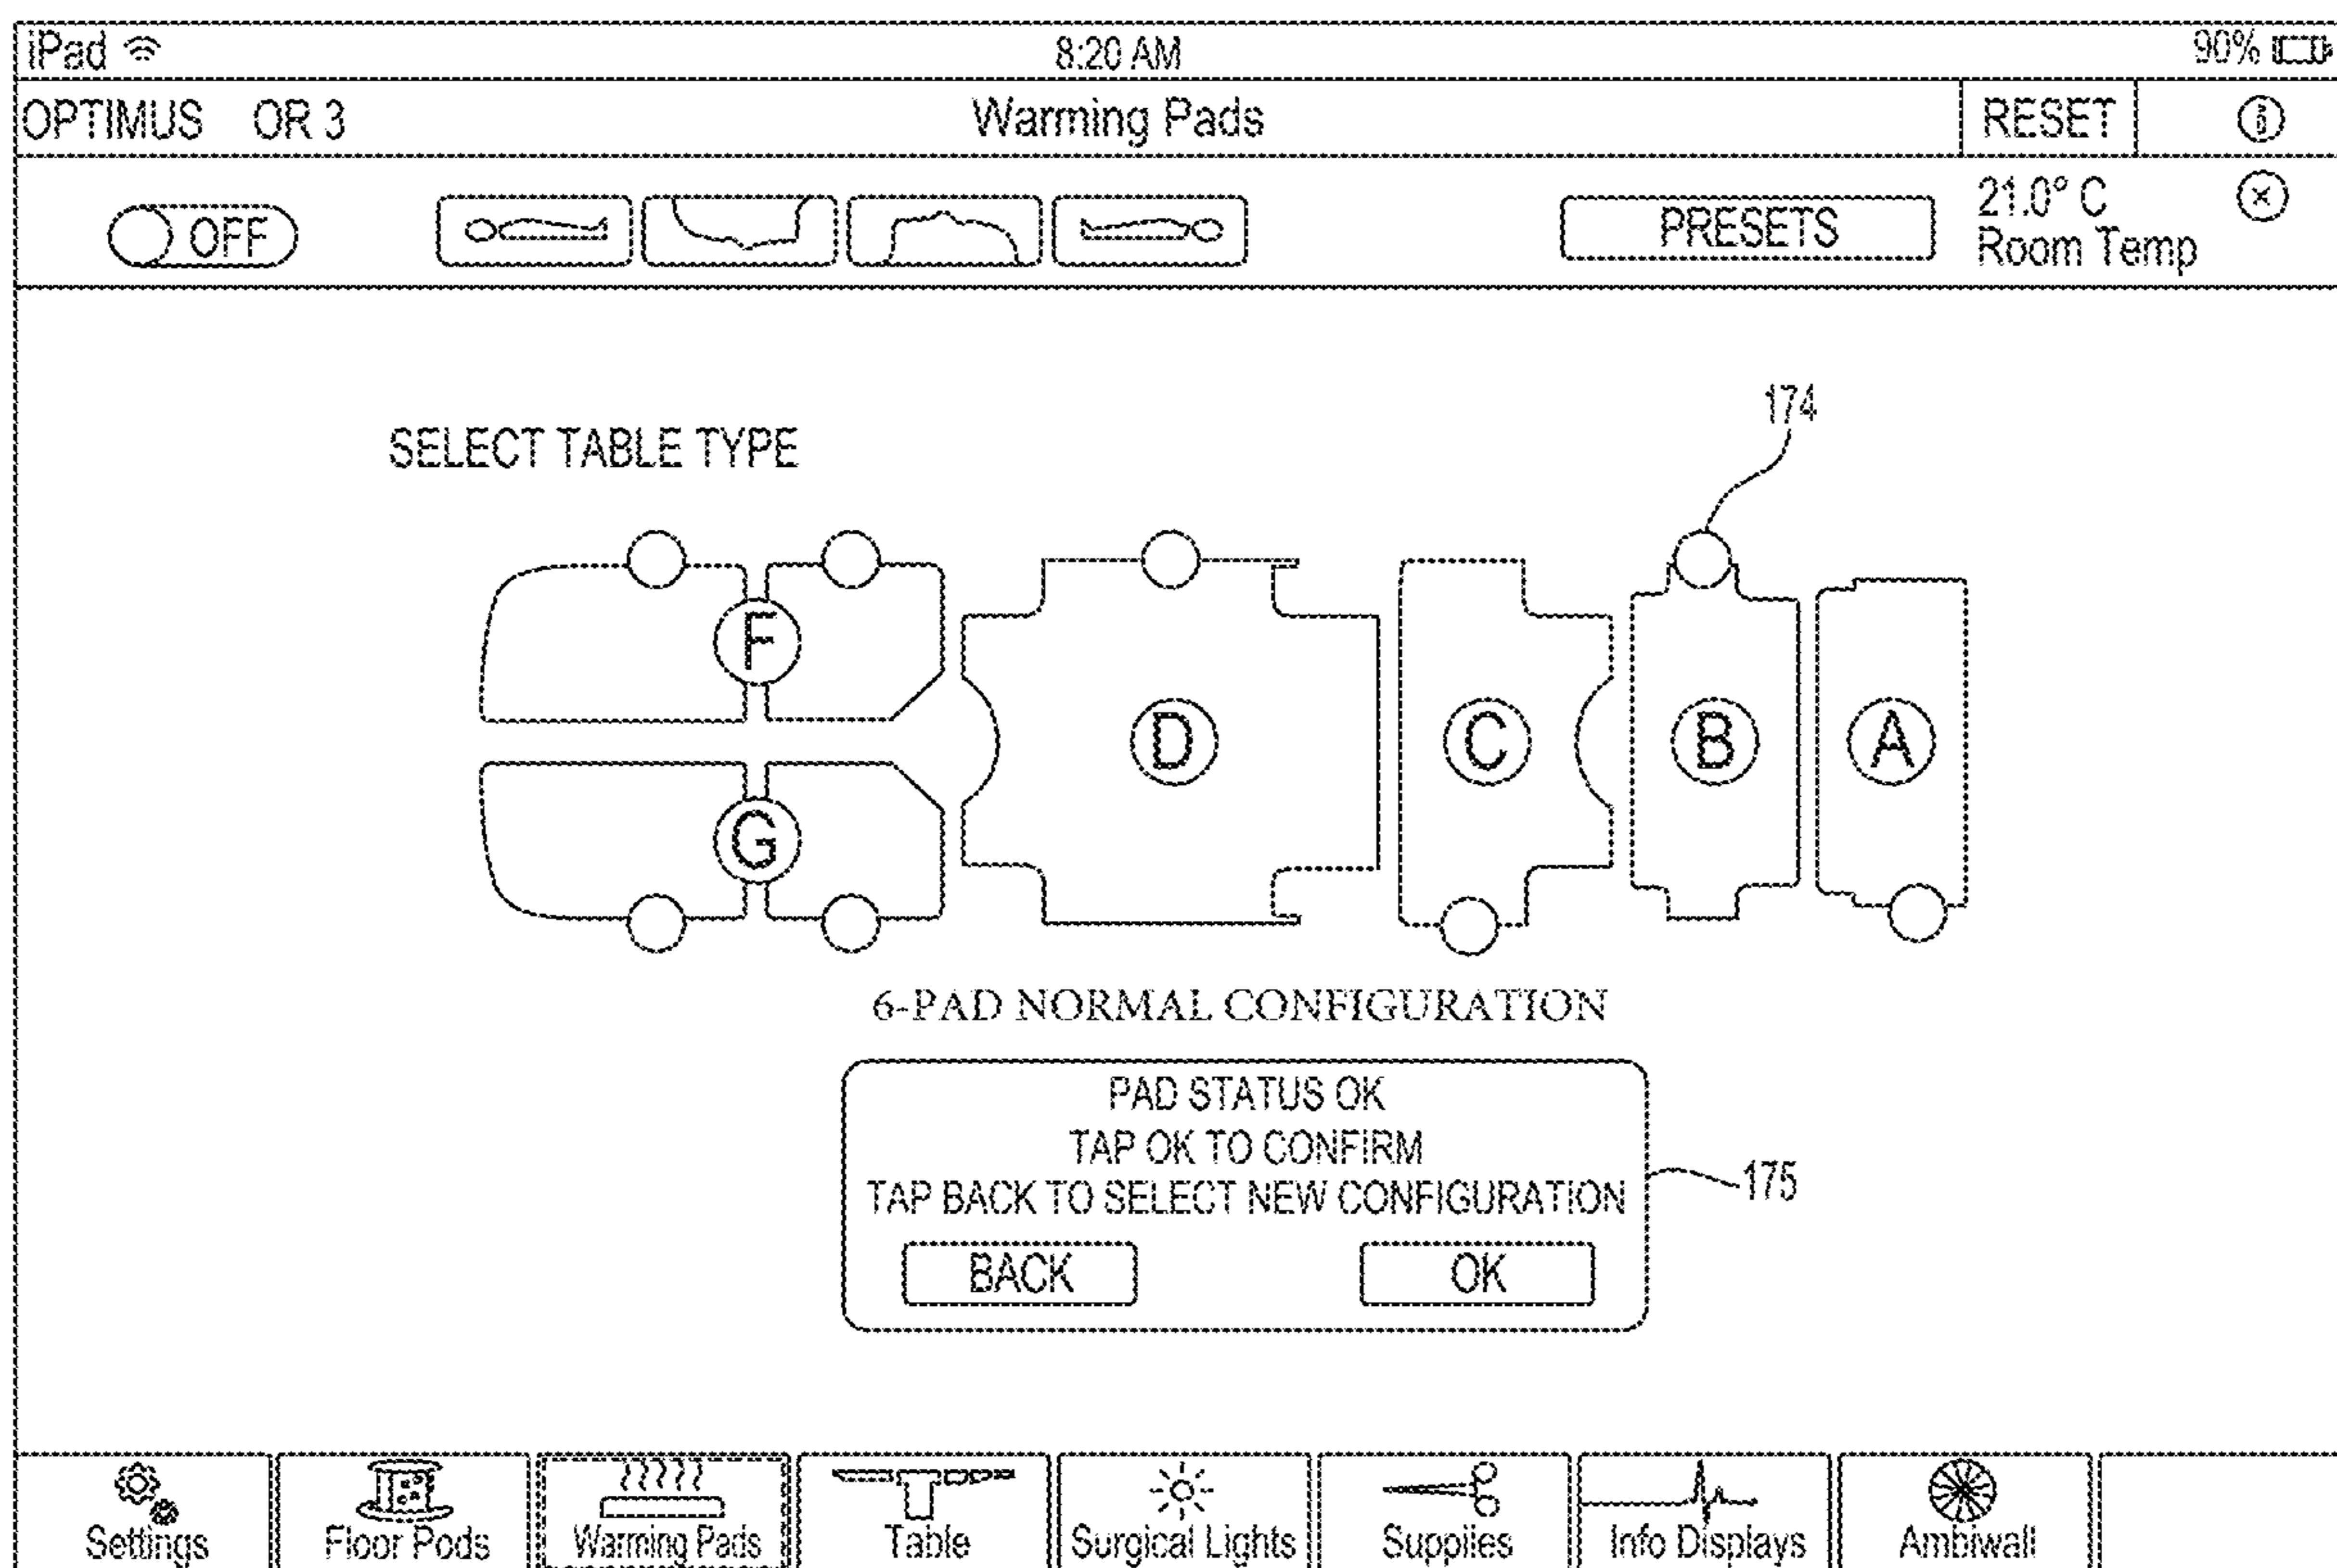 iPad 8:20 AM 90%
OPTIMUS OR 3 Warming Pads RESET
OFF PRESETS 21.0° C
Room Temp
174
SELECT TABLE TYPE
F
D C B A
G
6-PAD NORMAL CONFIGURATION
PAD STATUS OK
TAP OK TO CONFIRM
TAP BACK TO SELECT NEW CONFIGURATION
175
BACK OK
Settings Floor Pods Warming Pads Table Surgical Lights Supplies Info Displays Ambiwall